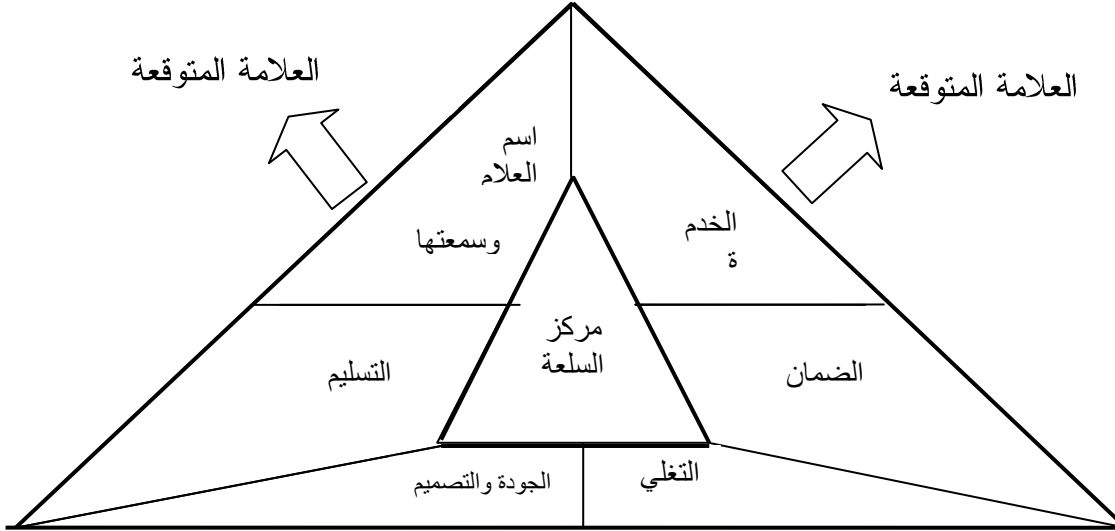 العلامة المتوقعة
العلامة المتوقعة
اسم
العلام
وسمعتها
الخدم
ة
مركز
السلعة
الضمان
التسليم
التغلي
الجودة والتصميم